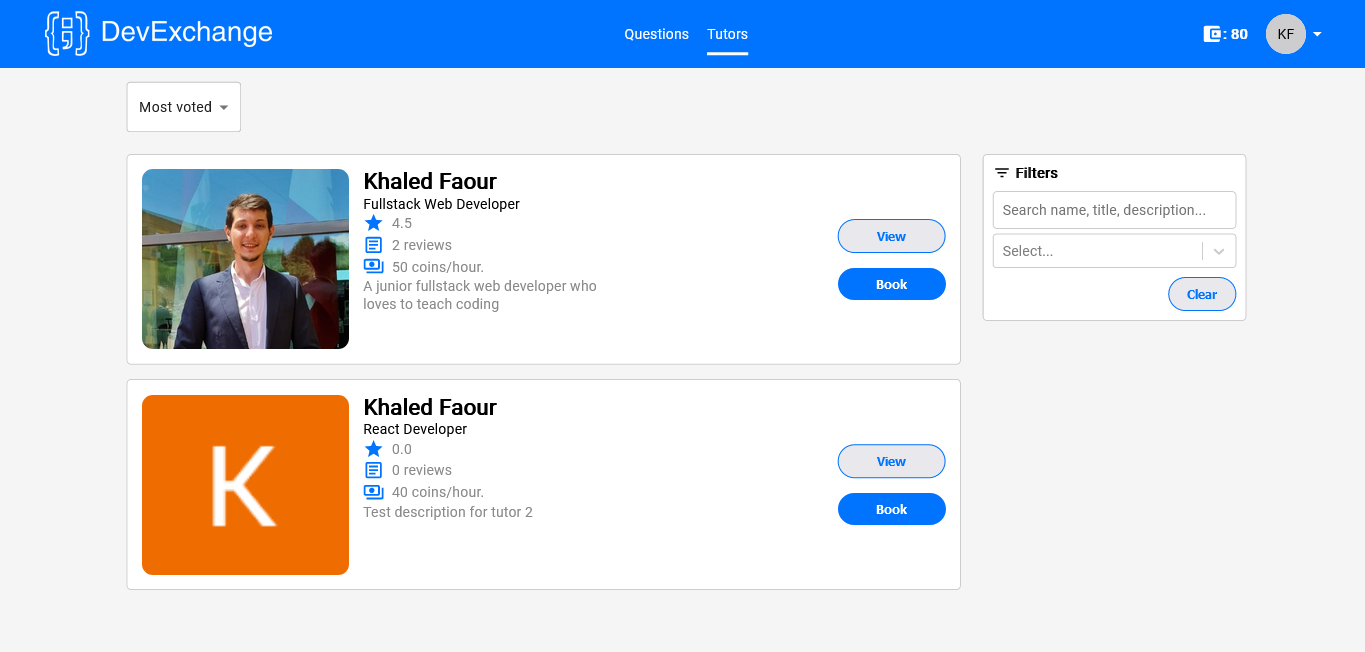 DevExchange
Questions
Tutors
: 80
KF
Most voted
Khaled Faour
Fullstack Web Developer
4.5
2 reviews
50 coins/hour.
A junior fullstack web developer who
loves to teach coding
View
Book
Filters
Search name, title, description...
Select...
Clear
K
Khaled Faour
React Developer
0.0
0 reviews
40 coins/hour.
Test description for tutor 2
View
Book